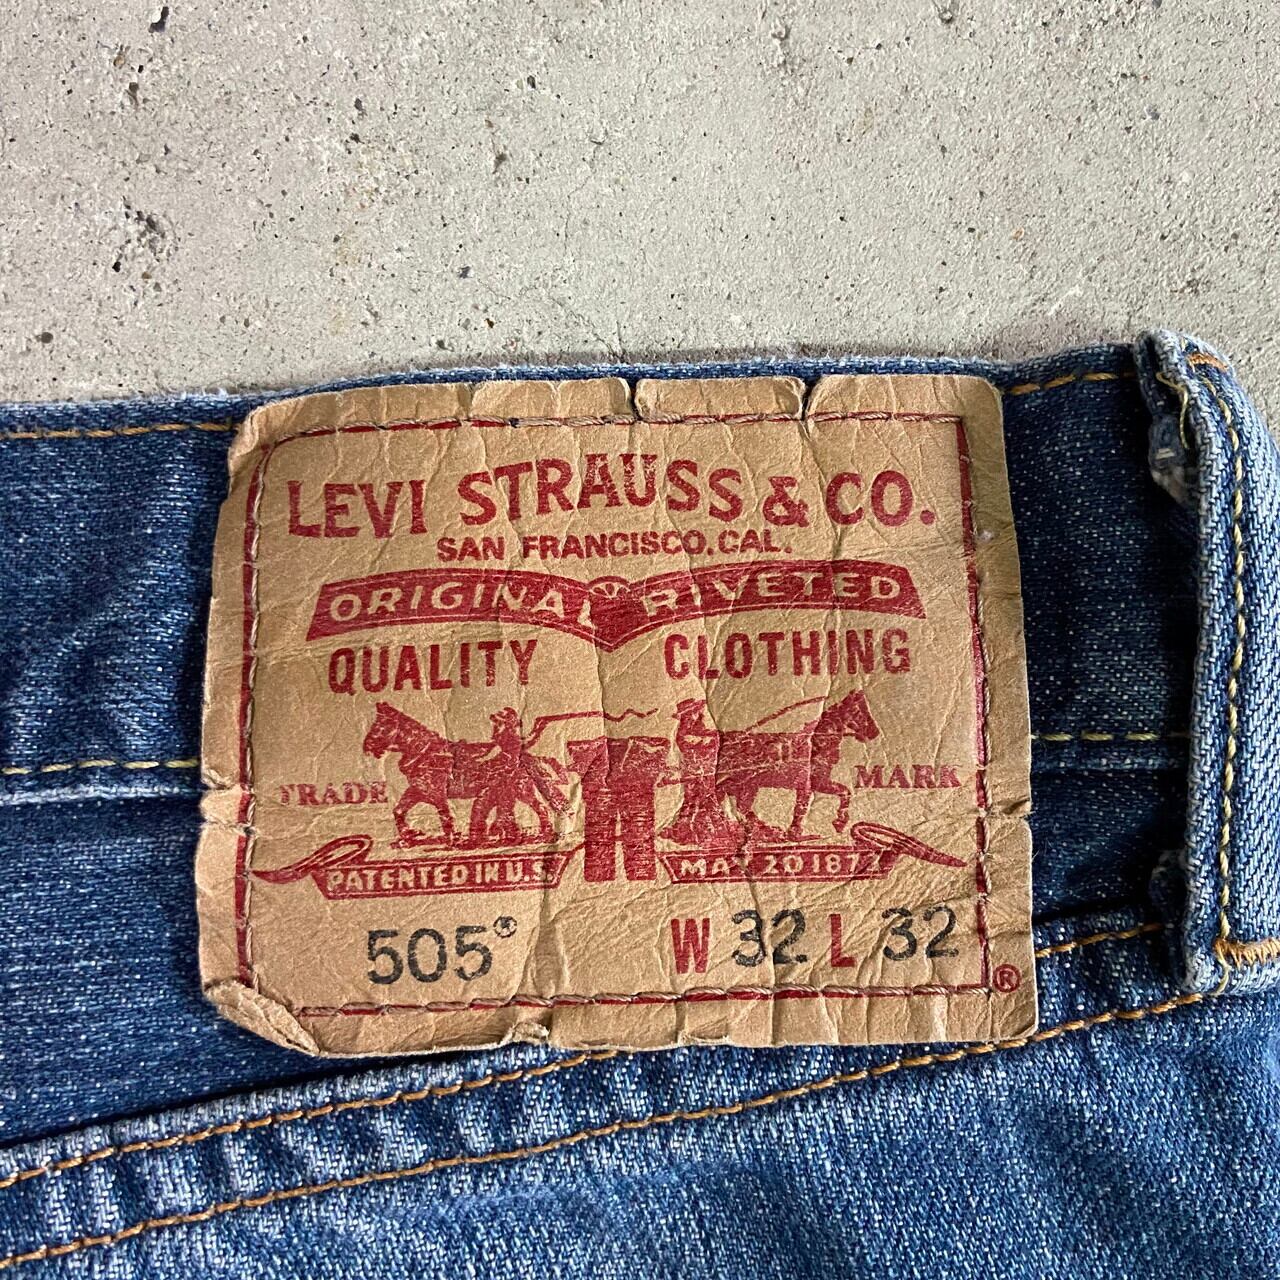 LEVI STRAUSS & CO.
SAN FRANCISCO, CAL.
ORIGINAL RIVETED
QUALITY CLOTHING
TRADE MARK
PATENTED IN U.S. MAY 20 1873
505® W 32 L 32
®